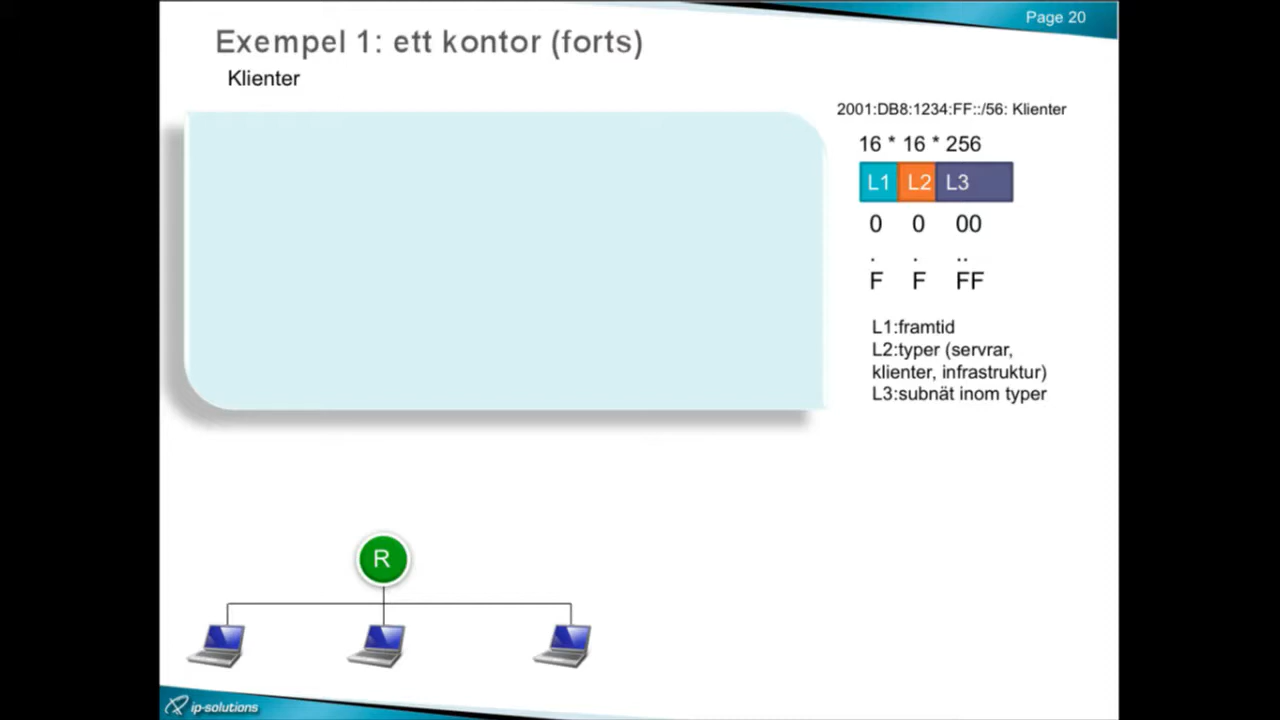 Page 20
Exempel 1: ett kontor (forts)
Klienter
2001:DB8:1234:FF::/56: Klienter
16 * 16 * 256
L1 L2 L3
0 0 00
. . ..
F F FF
L1:framtid
L2:typer (servrar,
klienter, infrastruktur)
L3:subnät inom typer
R
ip-solutions